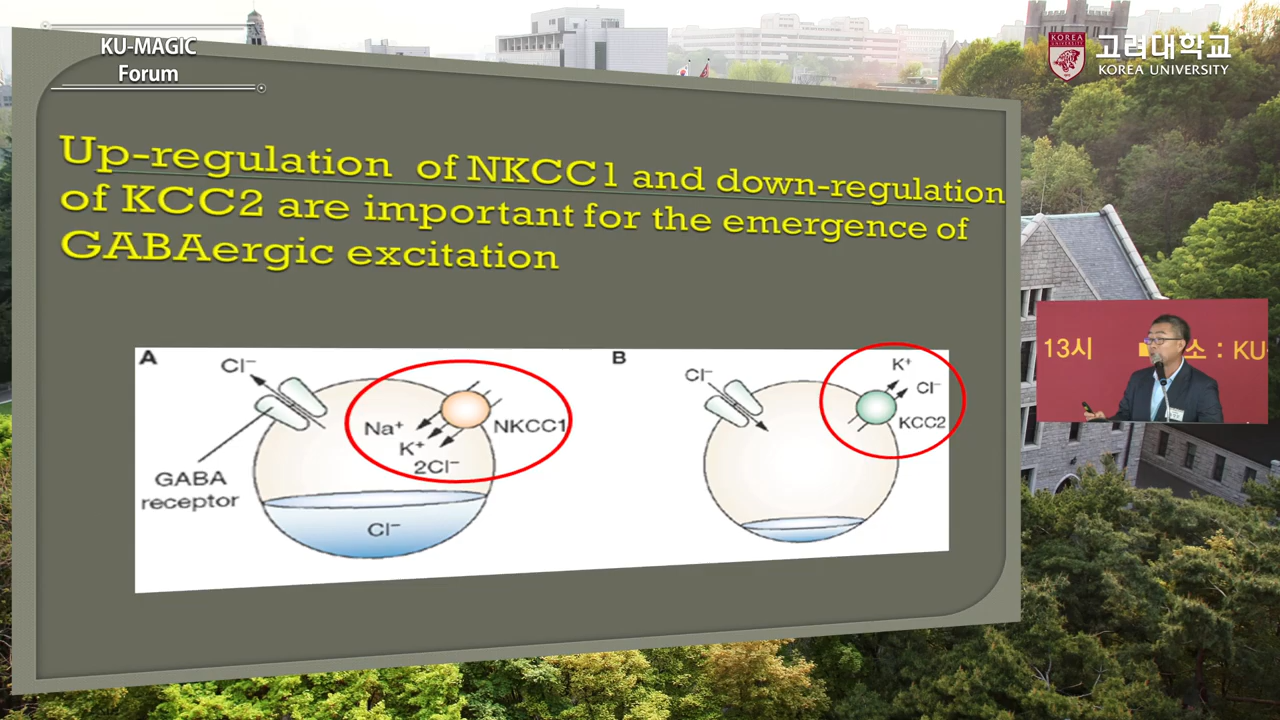 KU-MAGIC
Forum
고려대학교
KOREA UNIVERSITY
KOREA
Up-regulation of NKCC1 and down-regulation
of KCC2 are important for the emergence of
GABAergic excitation
A
Cl⁻
Na⁺
K⁺
2Cl⁻
NKCC1
GABA
receptor
Cl⁻
B
Cl⁻
K⁺
Cl⁻
KCC2
13시
소 : KU